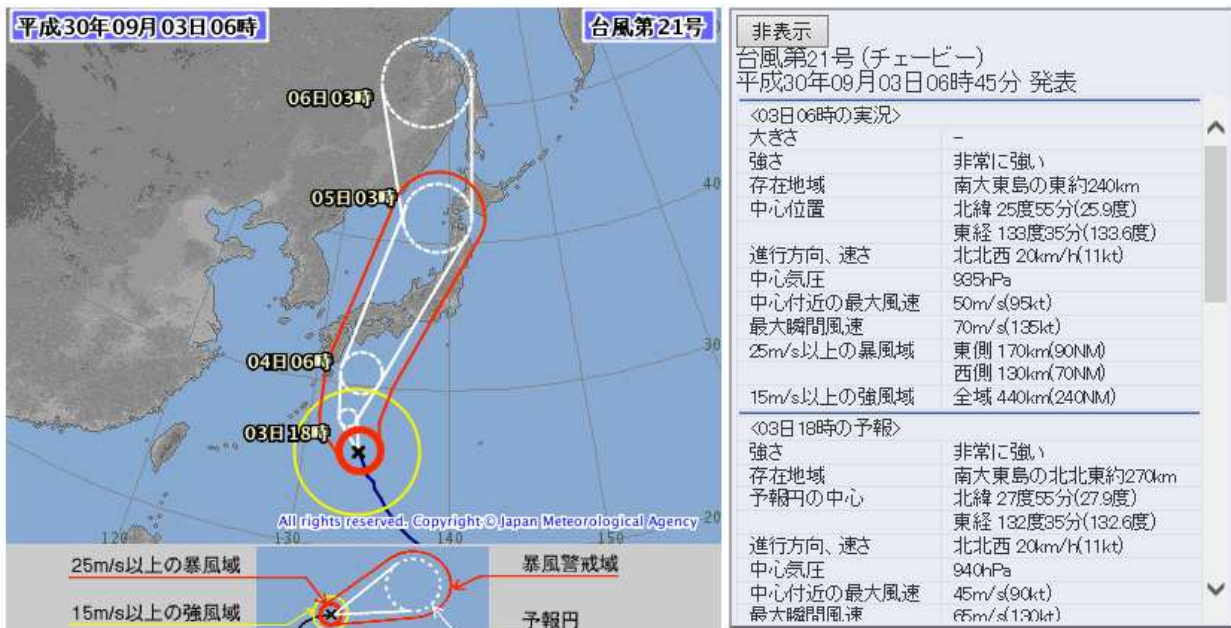 平成30年09月03日06時
台風第21号
06日03時
05日03時
04日06時
03日18時
40
30
20
120
130
140
All rights reserved. Copyright © Japan Meteorological Agency
25m/s以上の暴風域
暴風警戒域
15m/s以上の強風域
予報円
非表示
台風第21号 (チェービー)
平成30年09月03日06時45分 発表
<03日06時の実況>
大きさ -
強さ 非常に強い
存在地域 南大東島の東約240km
中心位置 北緯 25度55分(25.9度)
東経 133度35分(133.6度)
進行方向、速さ 北北西 20km/h(11kt)
中心気圧 935hPa
中心付近の最大風速 50m/s(95kt)
最大瞬間風速 70m/s(135kt)
25m/s以上の暴風域 東側 170km(90NM)
西側 130km(70NM)
15m/s以上の強風域 全域 440km(240NM)
<03日18時の予報>
強さ 非常に強い
存在地域 南大東島の北北東約270km
予報円の中心 北緯 27度55分(27.9度)
東経 132度35分(132.6度)
進行方向、速さ 北北西 20km/h(11kt)
中心気圧 940hPa
中心付近の最大風速 45m/s(90kt)
最大瞬間風速 65m/s(130kt)